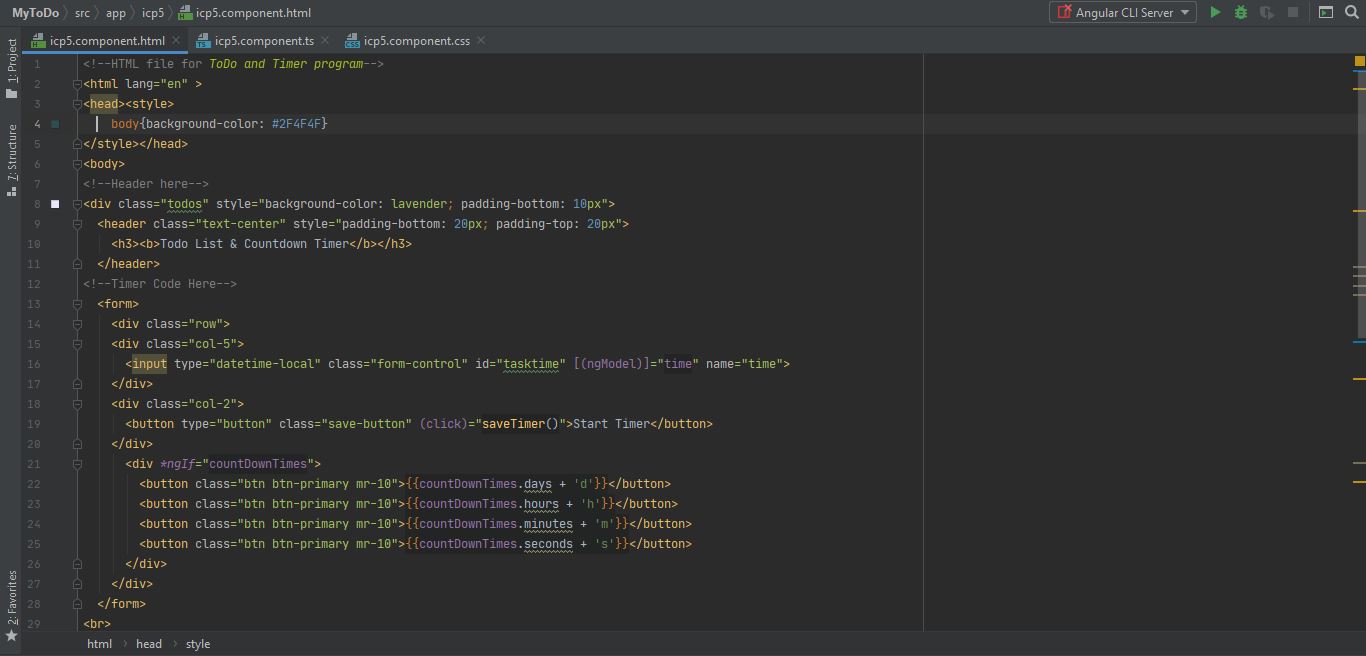 MyToDo src app icp5 icp5.component.html Angular CLI Server
icp5.component.html icp5.component.ts icp5.component.css
1: Project
7: Structure
2: Favorites
1 <!--HTML file for ToDo and Timer program-->
2 <html lang="en" >
3 <head><style>
4 body{background-color: #2F4F4F}
5 </style></head>
6 <body>
7 <!--Header here-->
8 <div class="todos" style="background-color: lavender; padding-bottom: 10px">
9 <header class="text-center" style="padding-bottom: 20px; padding-top: 20px">
10 <h3><b>Todo List & Countdown Timer</b></h3>
11 </header>
12 <!--Timer Code Here-->
13 <form>
14 <div class="row">
15 <div class="col-5">
16 <input type="datetime-local" class="form-control" id="tasktime" [(ngModel)]="time" name="time">
17 </div>
18 <div class="col-2">
19 <button type="button" class="save-button" (click)="saveTimer()">Start Timer</button>
20 </div>
21 <div *ngIf="countDownTimes">
22 <button class="btn btn-primary mr-10">{{countDownTimes.days + 'd'}}</button>
23 <button class="btn btn-primary mr-10">{{countDownTimes.hours + 'h'}}</button>
24 <button class="btn btn-primary mr-10">{{countDownTimes.minutes + 'm'}}</button>
25 <button class="btn btn-primary mr-10">{{countDownTimes.seconds + 's'}}</button>
26 </div>
27 </div>
28 </form>
29 <br>
html head style